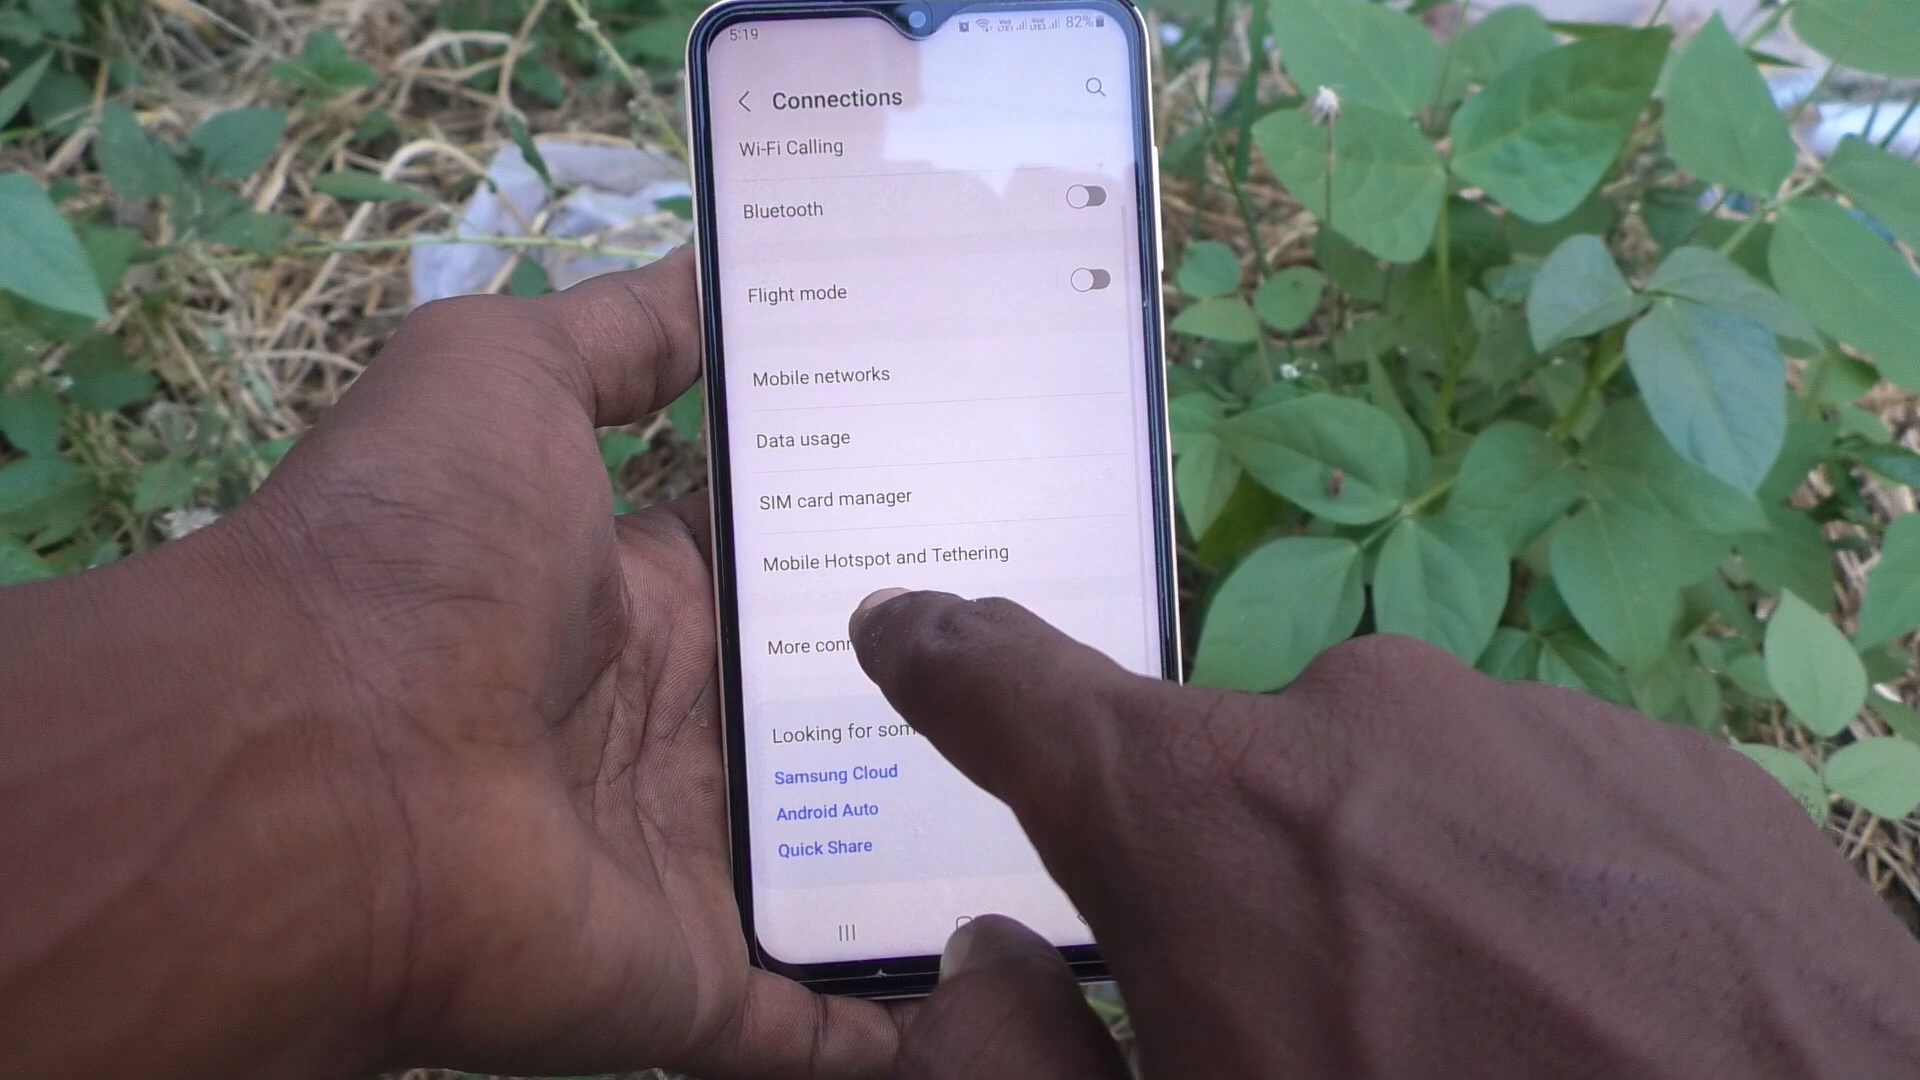 5:19
82%
Connections
Wi-Fi Calling
Bluetooth
Flight mode
Mobile networks
Data usage
SIM card manager
Mobile Hotspot and Tethering
More conn
Looking for som
Samsung Cloud
Android Auto
Quick Share